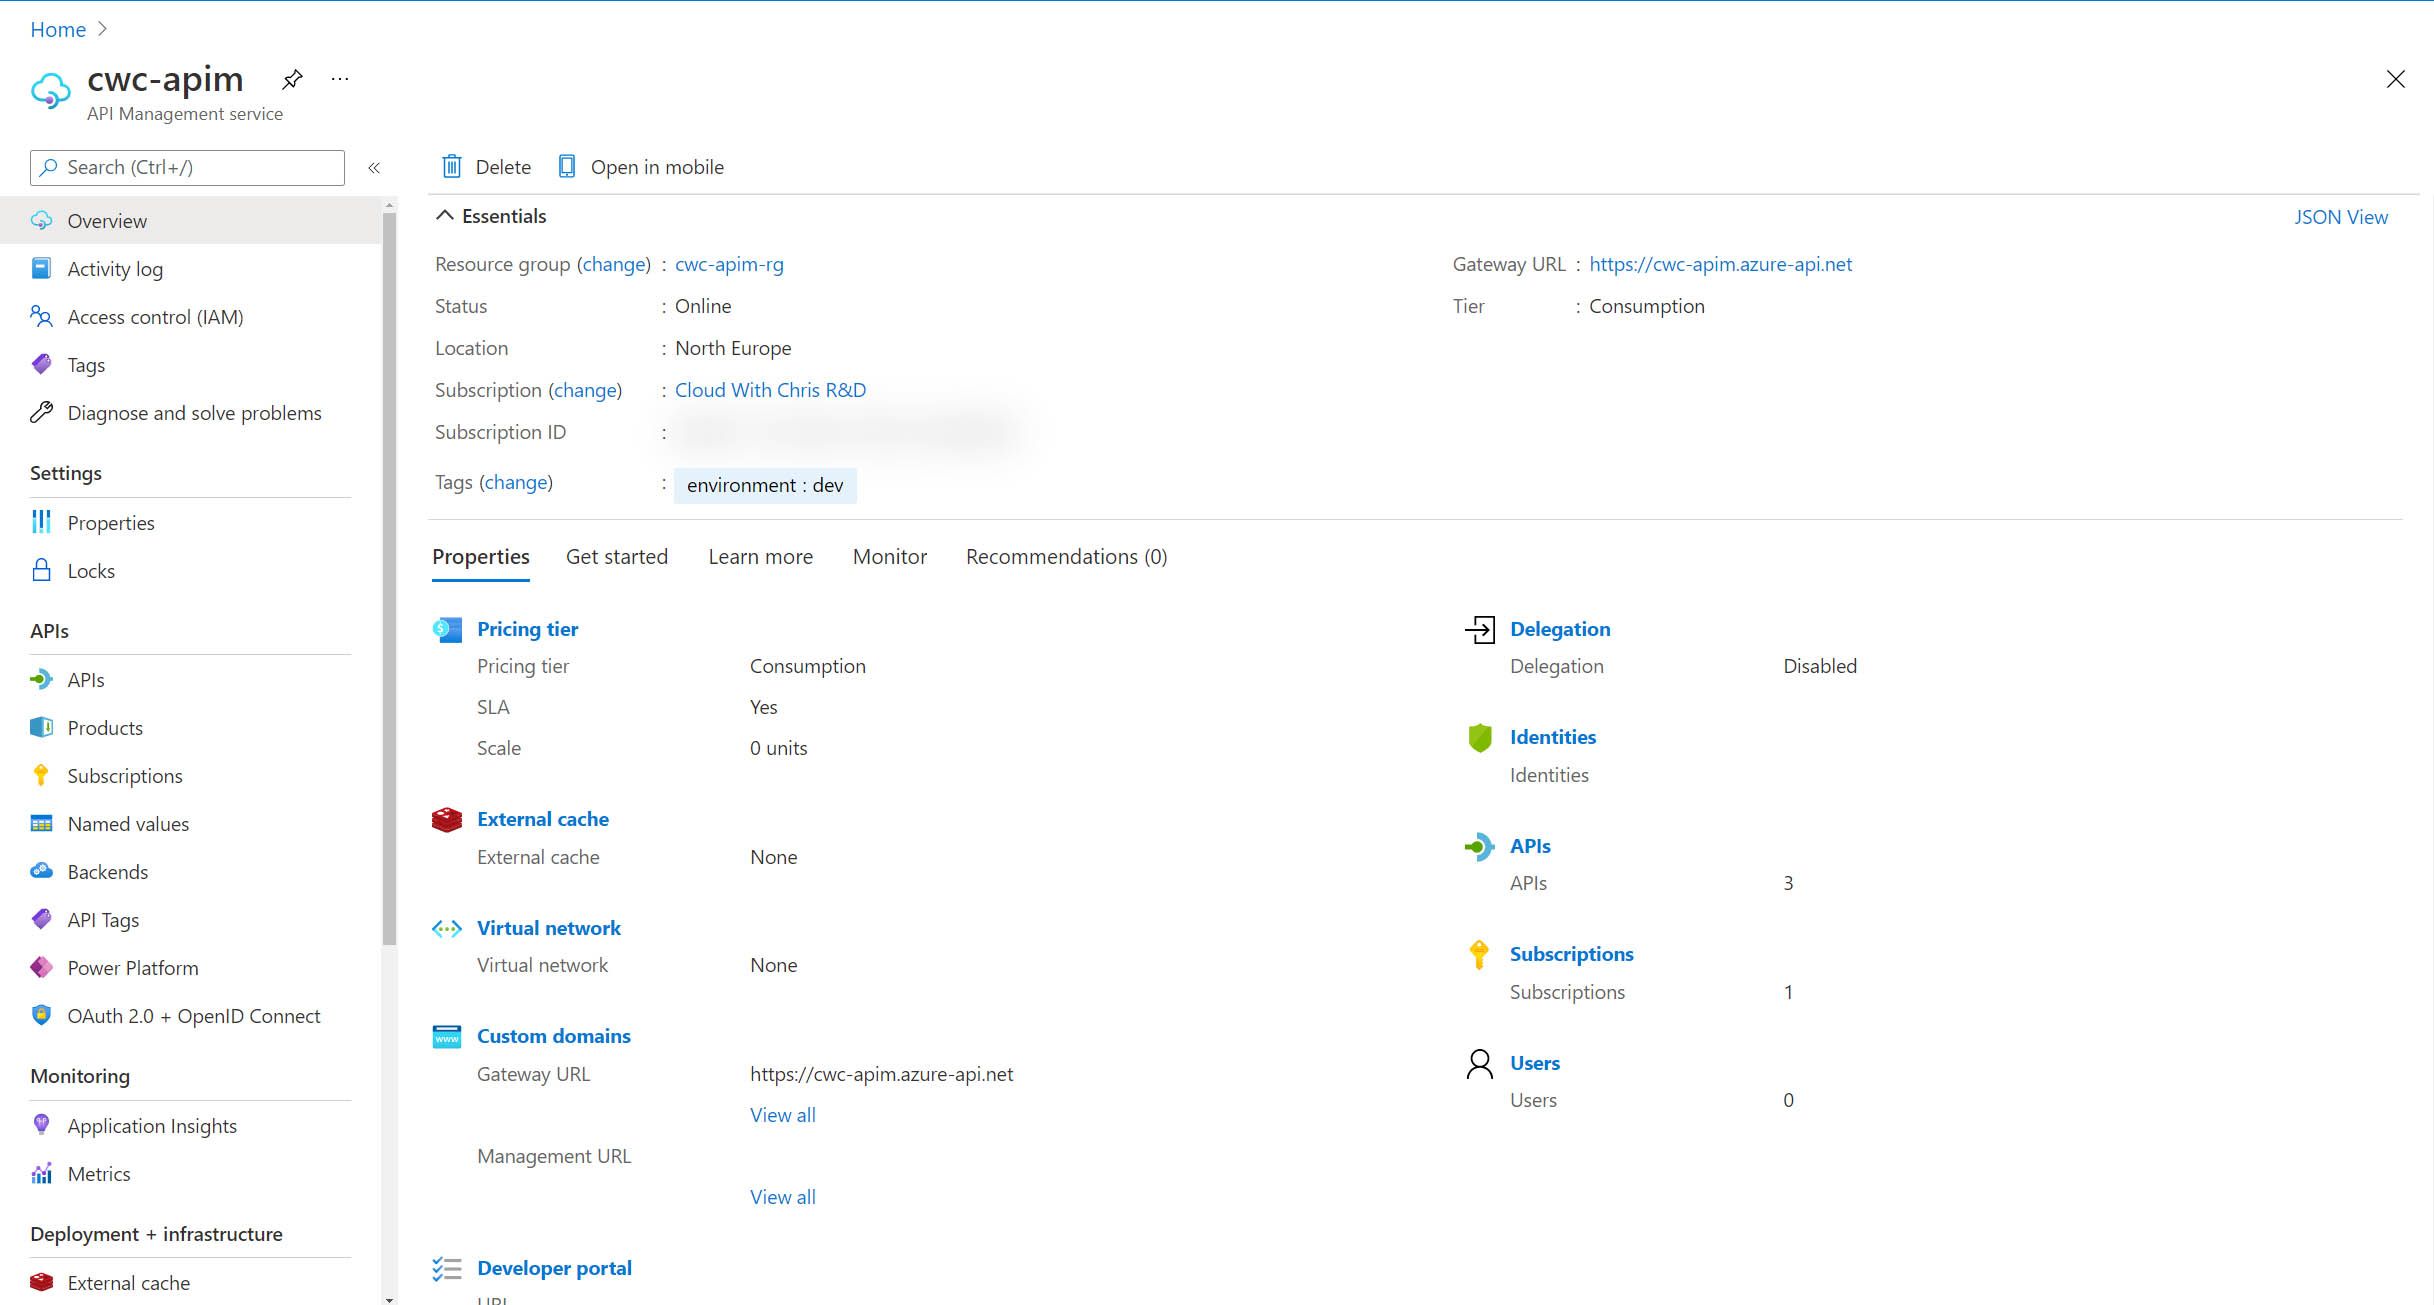 Home
cwc-apim
API Management service
Search (Ctrl+/)
Overview
Activity log
Access control (IAM)
Tags
Diagnose and solve problems
Settings
Properties
Locks
APIs
APIs
Products
Subscriptions
Named values
Backends
API Tags
Power Platform
OAuth 2.0 + OpenID Connect
Monitoring
Application Insights
Metrics
Deployment + infrastructure
External cache
Delete Open in mobile
Essentials
JSON View
Resource group (change) : cwc-apim-rg
Status : Online
Location : North Europe
Subscription (change) : Cloud With Chris R&D
Subscription ID :
Tags (change) : environment : dev
Gateway URL : https://cwc-apim.azure-api.net
Tier : Consumption
Properties Get started Learn more Monitor Recommendations (0)
Pricing tier
Pricing tier Consumption
SLA Yes
Scale 0 units
External cache
External cache None
Virtual network
Virtual network None
Custom domains
Gateway URL https://cwc-apim.azure-api.net
View all
Management URL
View all
Developer portal
URL
Delegation
Delegation Disabled
Identities
Identities
APIs
APIs 3
Subscriptions
Subscriptions 1
Users
Users 0